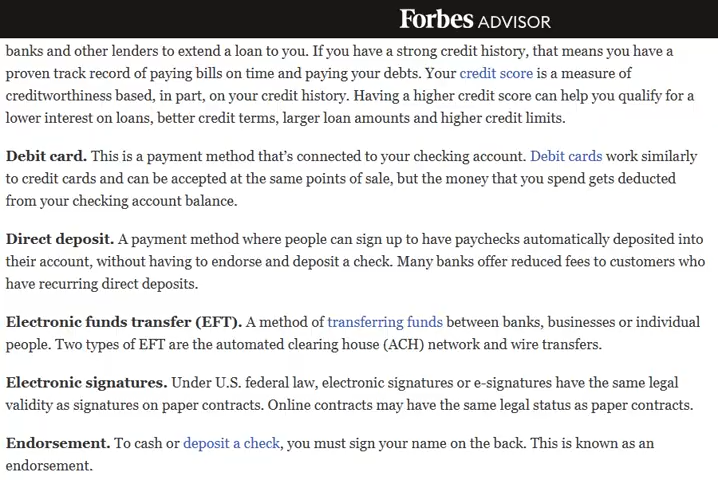 Forbes ADVISOR
banks and other lenders to extend a loan to you. If you have a strong credit history, that means you have a
proven track record of paying bills on time and paying your debts. Your credit score is a measure of
creditworthiness based, in part, on your credit history. Having a higher credit score can help you qualify for a
lower interest on loans, better credit terms, larger loan amounts and higher credit limits.
Debit card. This is a payment method that's connected to your checking account. Debit cards work similarly
to credit cards and can be accepted at the same points of sale, but the money that you spend gets deducted
from your checking account balance.
Direct deposit. A payment method where people can sign up to have paychecks automatically deposited into
their account, without having to endorse and deposit a check. Many banks offer reduced fees to customers who
have recurring direct deposits.
Electronic funds transfer (EFT). A method of transferring funds between banks, businesses or individual
people. Two types of EFT are the automated clearing house (ACH) network and wire transfers.
Electronic signatures. Under U.S. federal law, electronic signatures or e-signatures have the same legal
validity as signatures on paper contracts. Online contracts may have the same legal status as paper contracts.
Endorsement. To cash or deposit a check, you must sign your name on the back. This is known as an
endorsement.